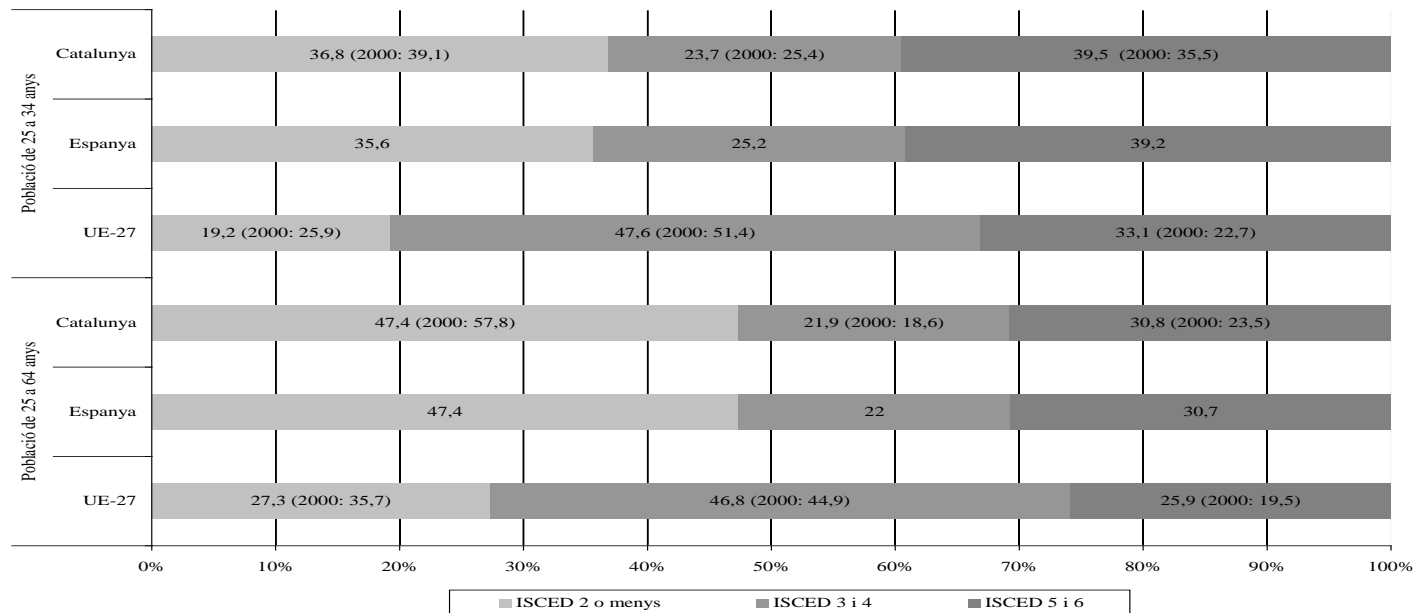 Població de 25 a 34 anys
Catalunya 36,8 (2000: 39,1) 23,7 (2000: 25,4) 39,5 (2000: 35,5)
Espanya 35,6 25,2 39,2
UE-27 19,2 (2000: 25,9) 47,6 (2000: 51,4) 33,1 (2000: 22,7)
Població de 25 a 64 anys
Catalunya 47,4 (2000: 57,8) 21,9 (2000: 18,6) 30,8 (2000: 23,5)
Espanya 47,4 22 30,7
UE-27 27,3 (2000: 35,7) 46,8 (2000: 44,9) 25,9 (2000: 19,5)
0% 10% 20% 30% 40% 50% 60% 70% 80% 90% 100%
ISCED 2 o menys ISCED 3 i 4 ISCED 5 i 6